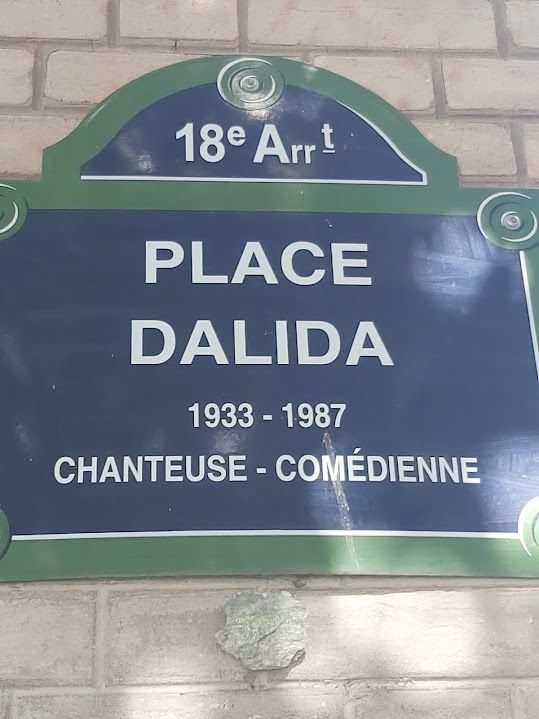 18e Arrt
PLACE
DALIDA
1933 - 1987
CHANTEUSE - COMÉDIENNE